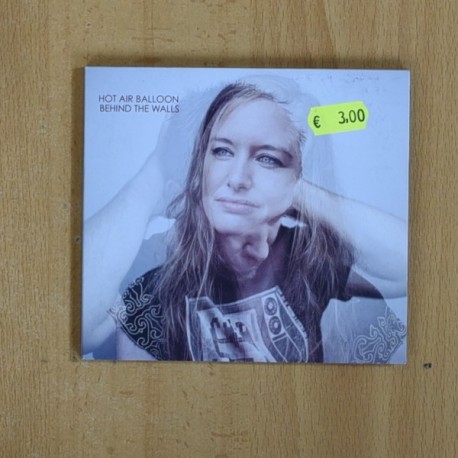 HOT AIR BALLOON
BEHIND THE WALLS
€ 3.00